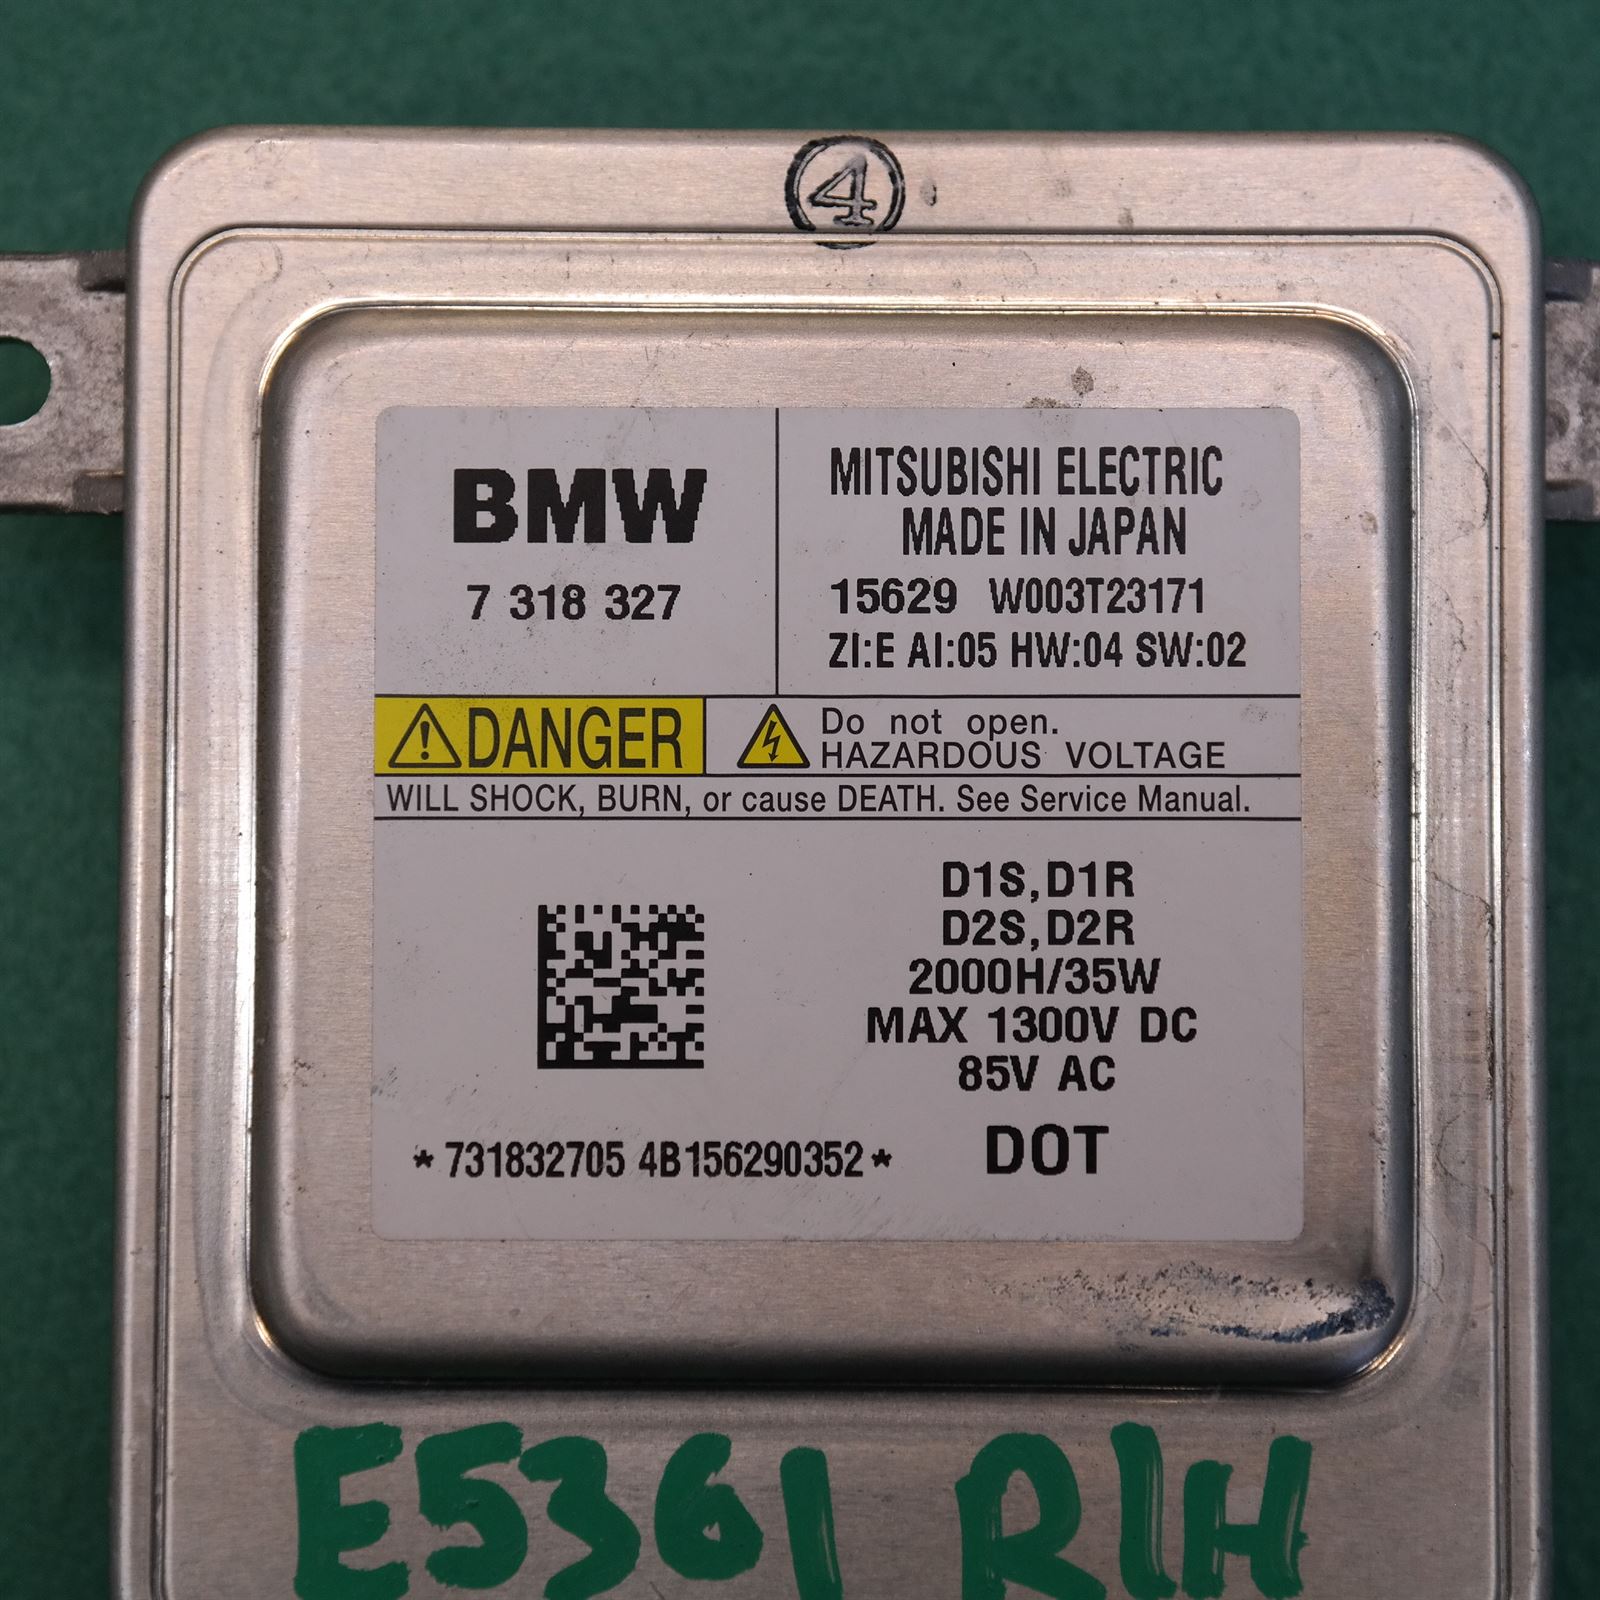 4
BMW
7 318 327
MITSUBISHI ELECTRIC
MADE IN JAPAN
15629 W003T23171
ZI:E AI:05 HW:04 SW:02
DANGER
Do not open.
HAZARDOUS VOLTAGE
WILL SHOCK, BURN, or cause DEATH. See Service Manual.
D1S,D1R
D2S,D2R
2000H/35W
MAX 1300V DC
85V AC
DOT
*731832705 4B156290352*
E5361 R/H